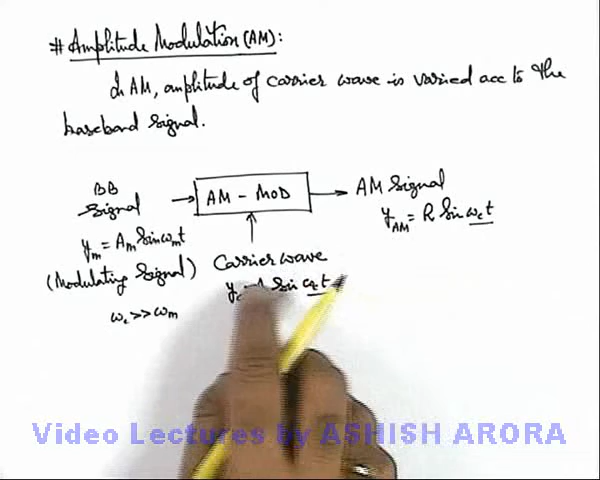 # Amplitude Modulation (AM):
In AM, amplitude of carrier wave is varied acc to the
baseband signal.
BB
Signal
AM - MOD
AM Signal
y_AM = R Sin ω_c t
y_m = A_m Sin ω_m t
(Modulating Signal)
Carrier wave
Sin ω_c t
ω_c >> ω_m
Video Lectures by ASHISH ARORA